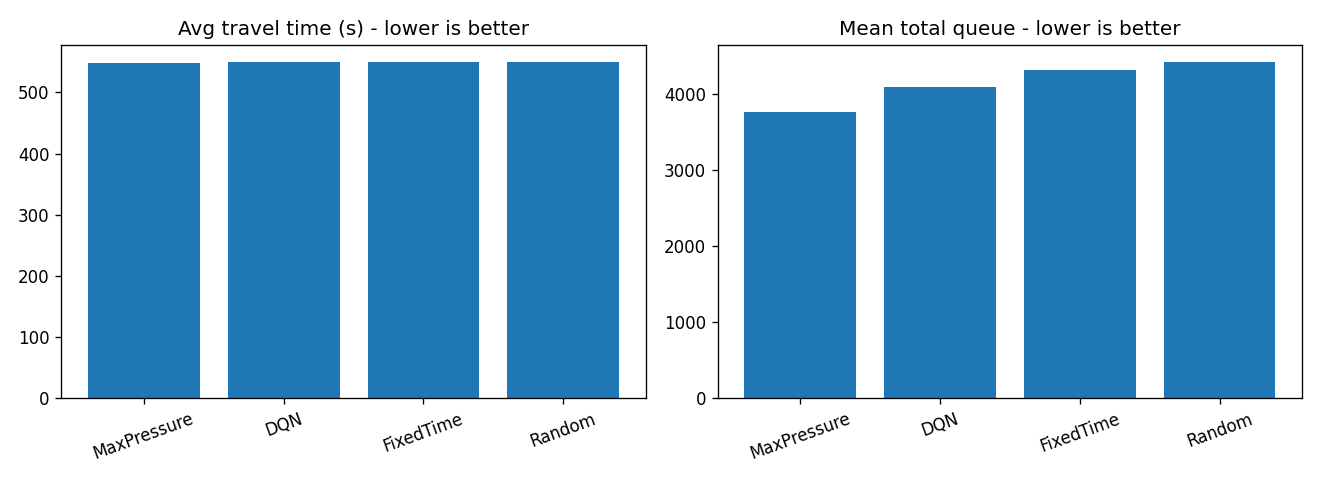 Avg travel time (s) - lower is better
500
400
300
200
100
0
MaxPressure
DQN
FixedTime
Random
Mean total queue - lower is better
4000
3000
2000
1000
0
MaxPressure
DQN
FixedTime
Random